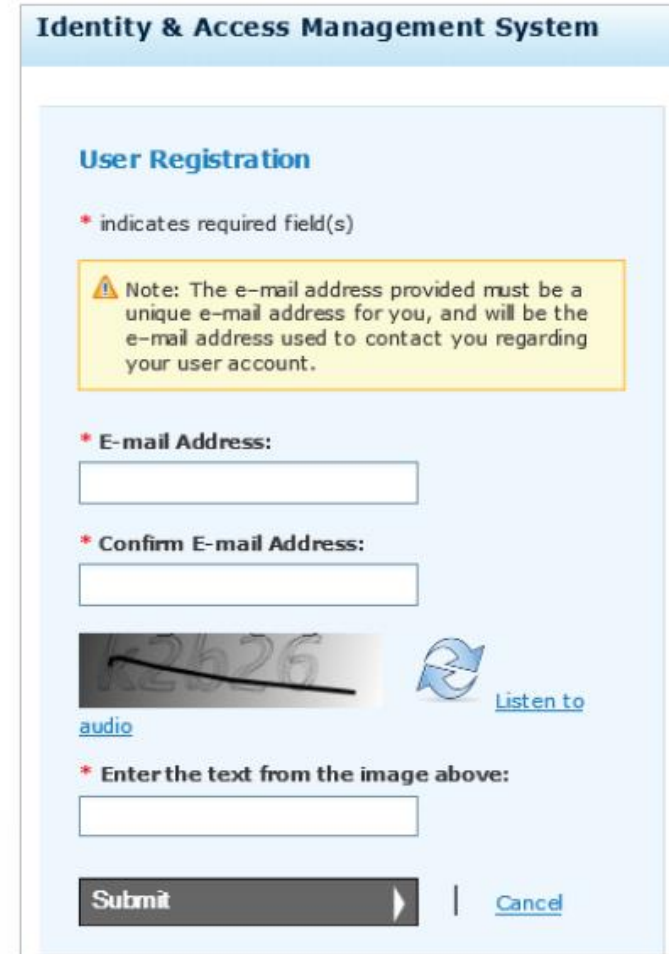 Identity & Access Management System
User Registration
* indicates required field(s)
Note: The e-mail address provided must be a
unique e-mail address for you, and will be the
e-mail address used to contact you regarding
your user account.
* E-mail Address:
* Confirm E-mail Address:
k2b26
Listen to
audio
* Enter the text from the image above:
Submit | Cancel